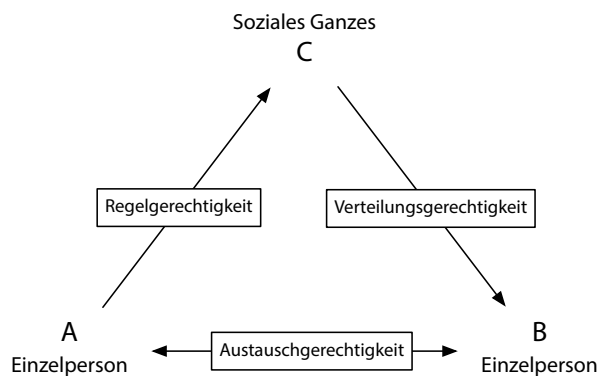 Soziales Ganzes
C
Regelgerechtigkeit
Verteilungsgerechtigkeit
A
Einzelperson
Austauschgerechtigkeit
B
Einzelperson